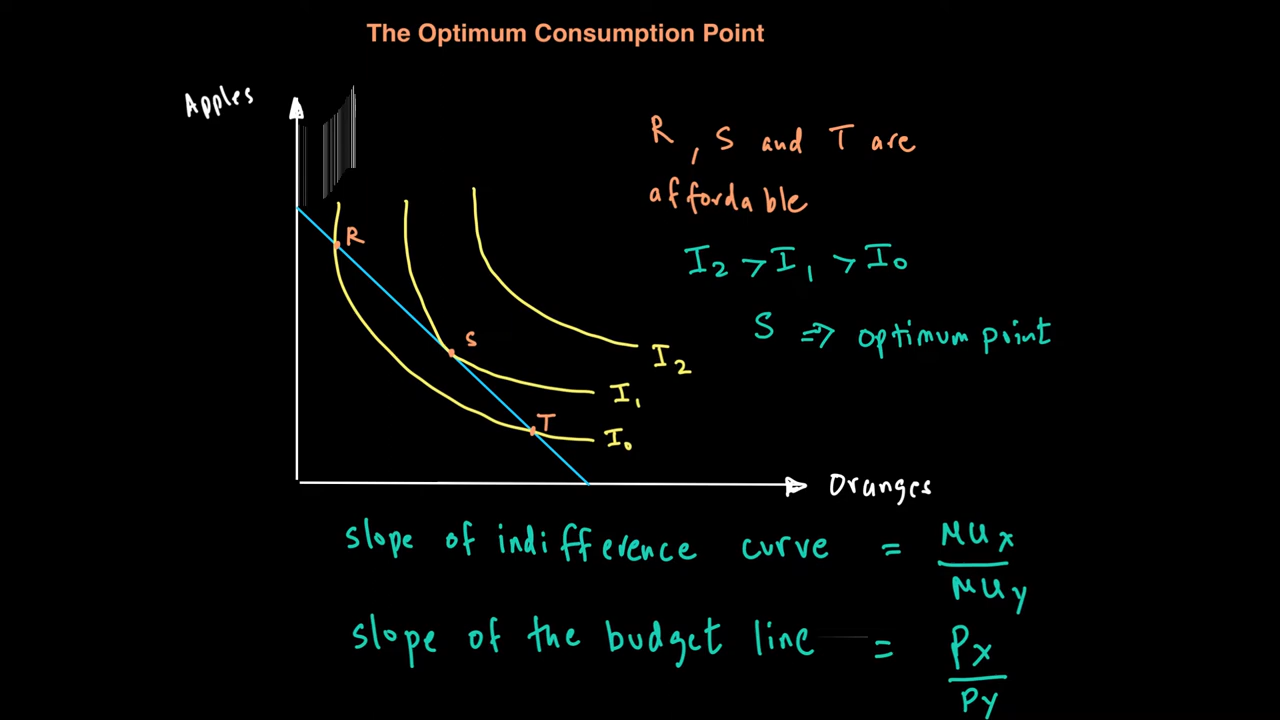 The Optimum Consumption Point
Apples
R, S and T are
affordable
I₂ > I₁ > I₀
S ⇒ optimum point
R
S
T
I₂
I₁
I₀
Oranges
slope of indifference curve = MUx / MUy
slope of the budget line = Px / Py